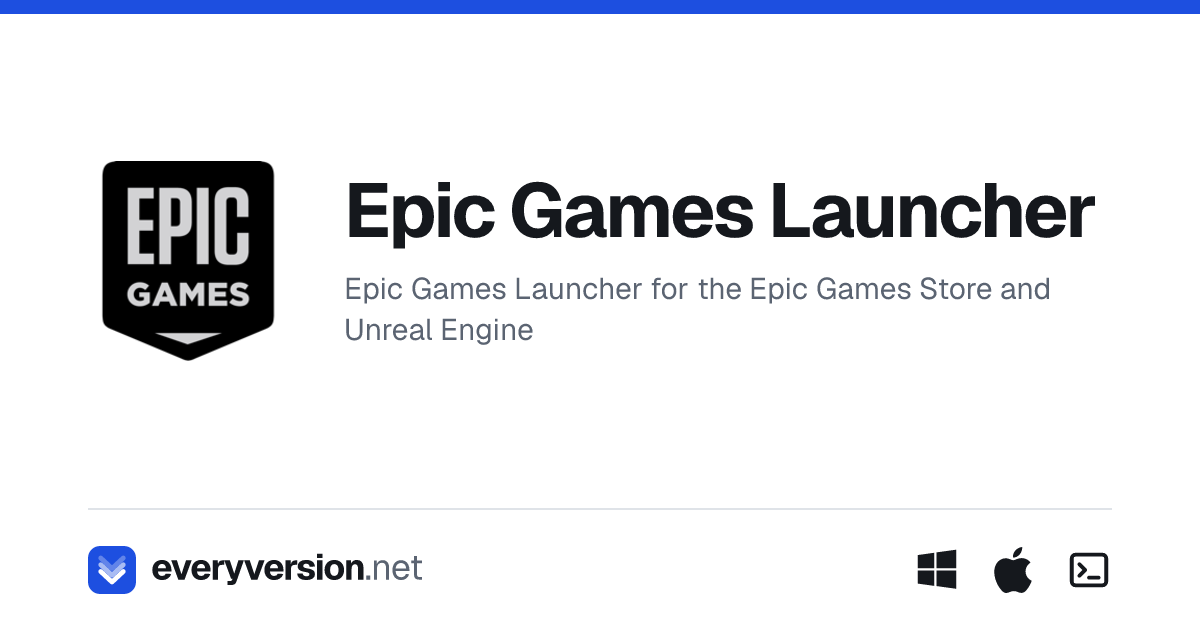 EPIC
GAMES
Epic Games Launcher
Epic Games Launcher for the Epic Games Store and
Unreal Engine
everyversion.net